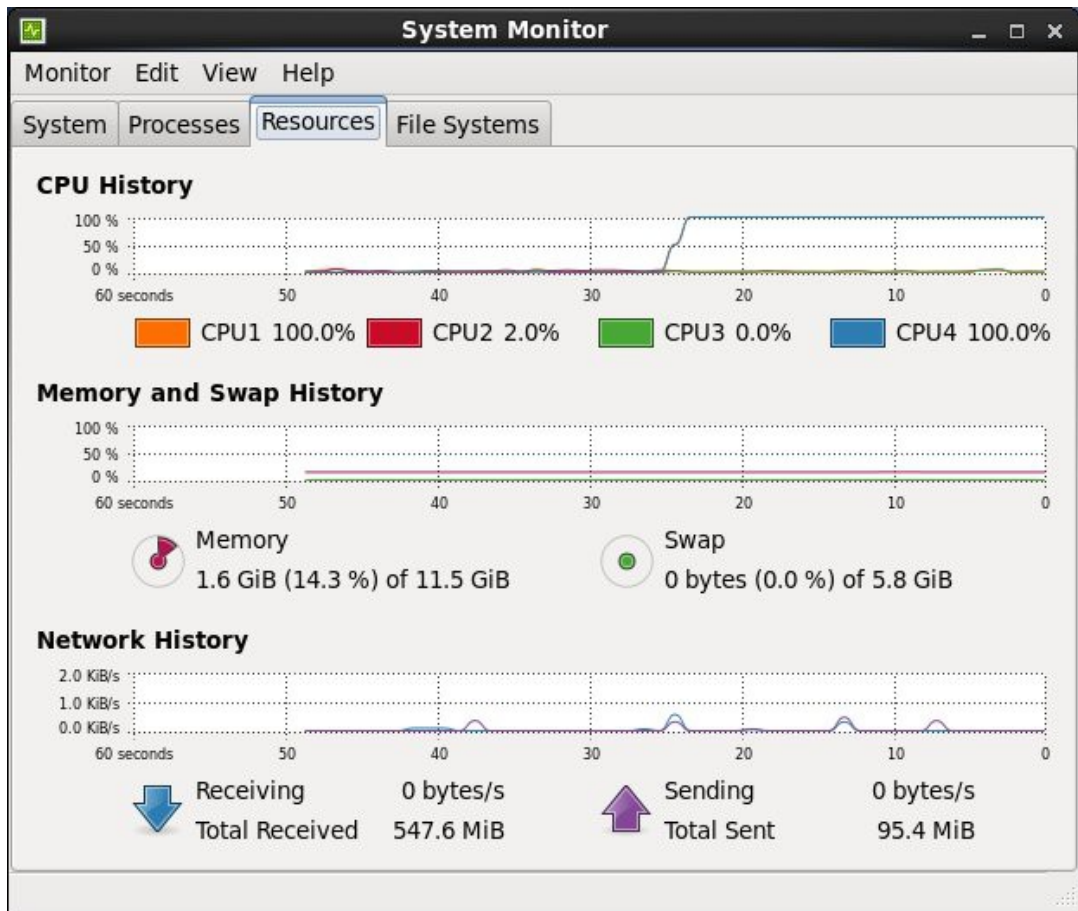 System Monitor
Monitor Edit View Help
System Processes Resources File Systems
CPU History
100 %
50 %
0 %
60 seconds 50 40 30 20 10 0
CPU1 100.0% CPU2 2.0% CPU3 0.0% CPU4 100.0%
Memory and Swap History
100 %
50 %
0 %
60 seconds 50 40 30 20 10 0
Memory Swap
1.6 GiB (14.3 %) of 11.5 GiB 0 bytes (0.0 %) of 5.8 GiB
Network History
2.0 KiB/s
1.0 KiB/s
0.0 KiB/s
60 seconds 50 40 30 20 10 0
Receiving 0 bytes/s Sending 0 bytes/s
Total Received 547.6 MiB Total Sent 95.4 MiB